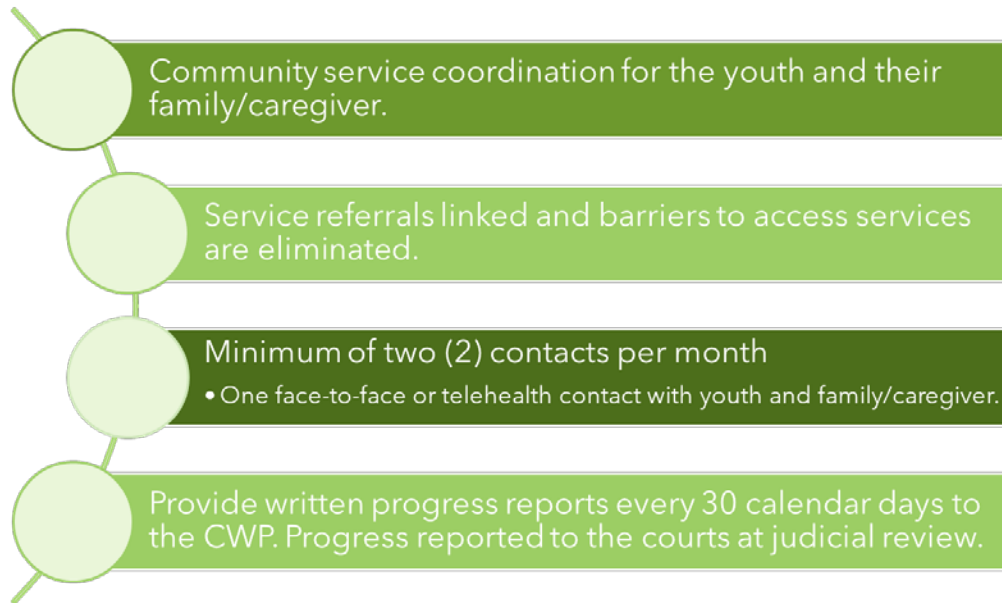 Community service coordination for the youth and their
family/caregiver.
Service referrals linked and barriers to access services
are eliminated.
Minimum of two (2) contacts per month
• One face-to-face or telehealth contact with youth and family/caregiver.
Provide written progress reports every 30 calendar days to
the CWP. Progress reported to the courts at judicial review.